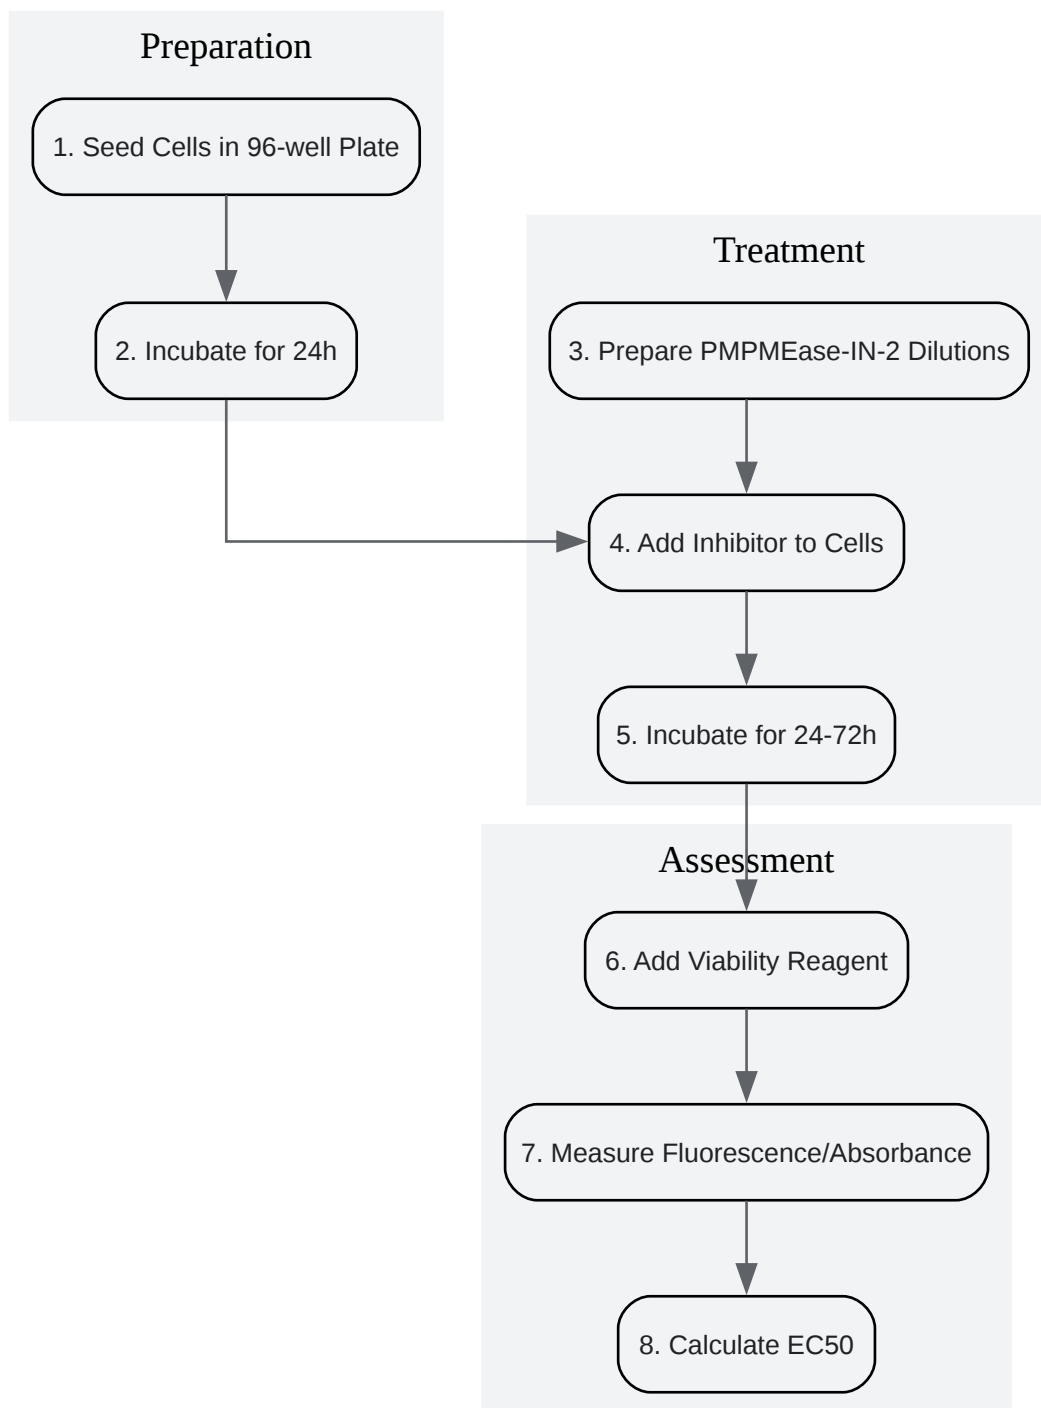 Preparation
1. Seed Cells in 96-well Plate
2. Incubate for 24h
Treatment
3. Prepare PMPMEase-IN-2 Dilutions
4. Add Inhibitor to Cells
5. Incubate for 24-72h
Assessment
6. Add Viability Reagent
7. Measure Fluorescence/Absorbance
8. Calculate EC50